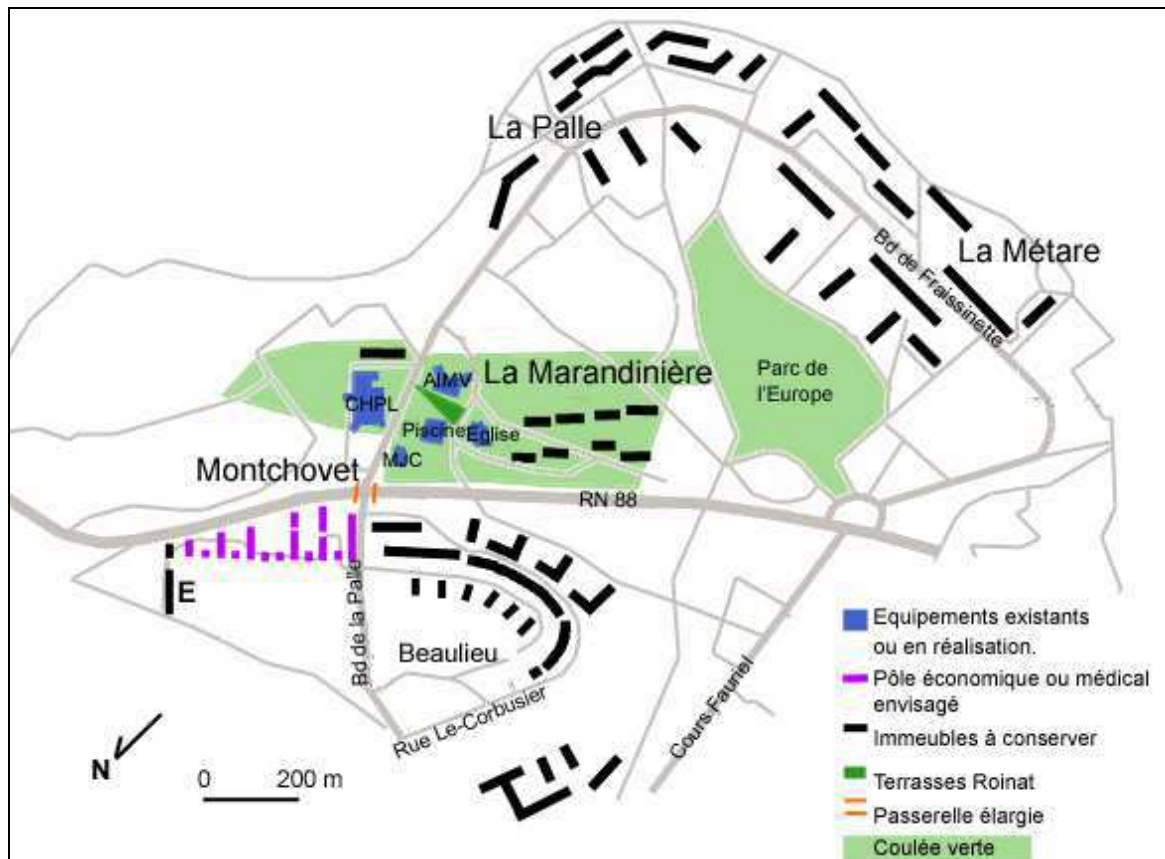 La Palle
La Métare
Bd de Fraissinette
Parc de
l'Europe
La Marandinière
AIMV
CHPL
Piscine
Eglise
MJC
Montchovet
RN 88
E
Bd de la Palle
Beaulieu
Rue Le-Corbusier
Cours Fauriel
N
0 200 m
Equipements existants
ou en réalisation.
Pôle économique ou médical
envisagé
Immeubles à conserver
Terrasses Roinat
Passerelle élargie
Coulée verte